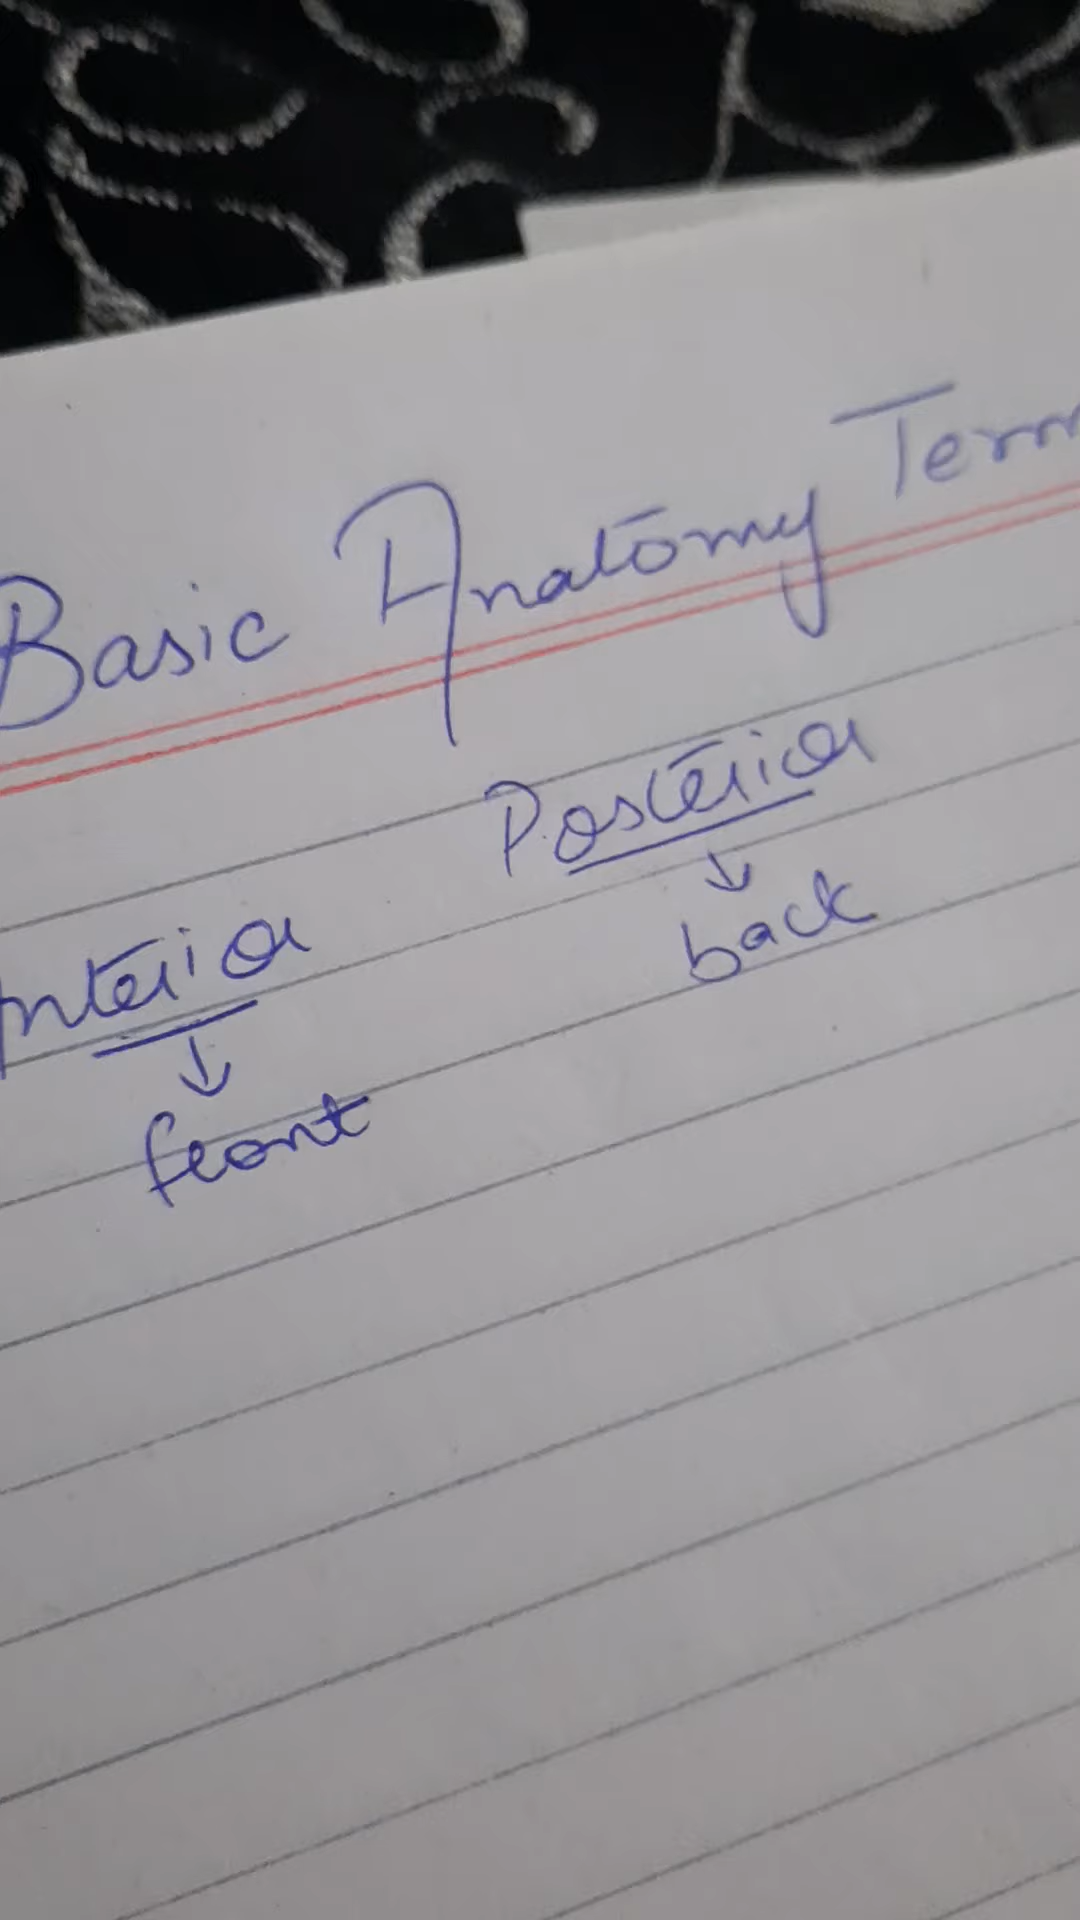 Basic Anatomy Term
Posterior
back
nterior
front